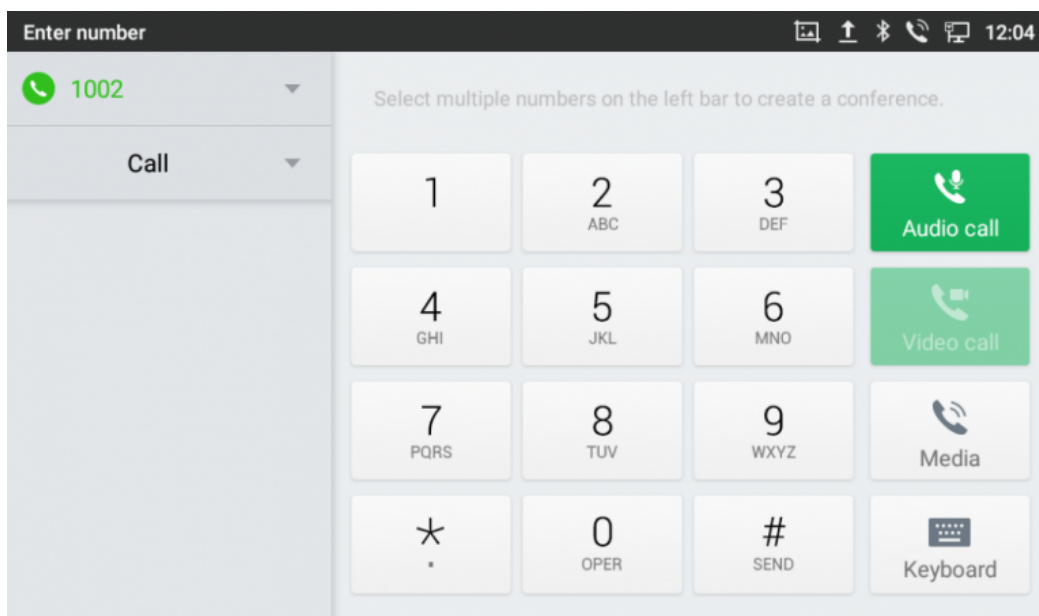 Enter number
12:04
1002
Call
Select multiple numbers on the left bar to create a conference.
1
2
ABC
3
DEF
Audio call
4
GHI
5
JKL
6
MNO
Video call
7
PQRS
8
TUV
9
WXYZ
Media
*
.
0
OPER
#
SEND
Keyboard